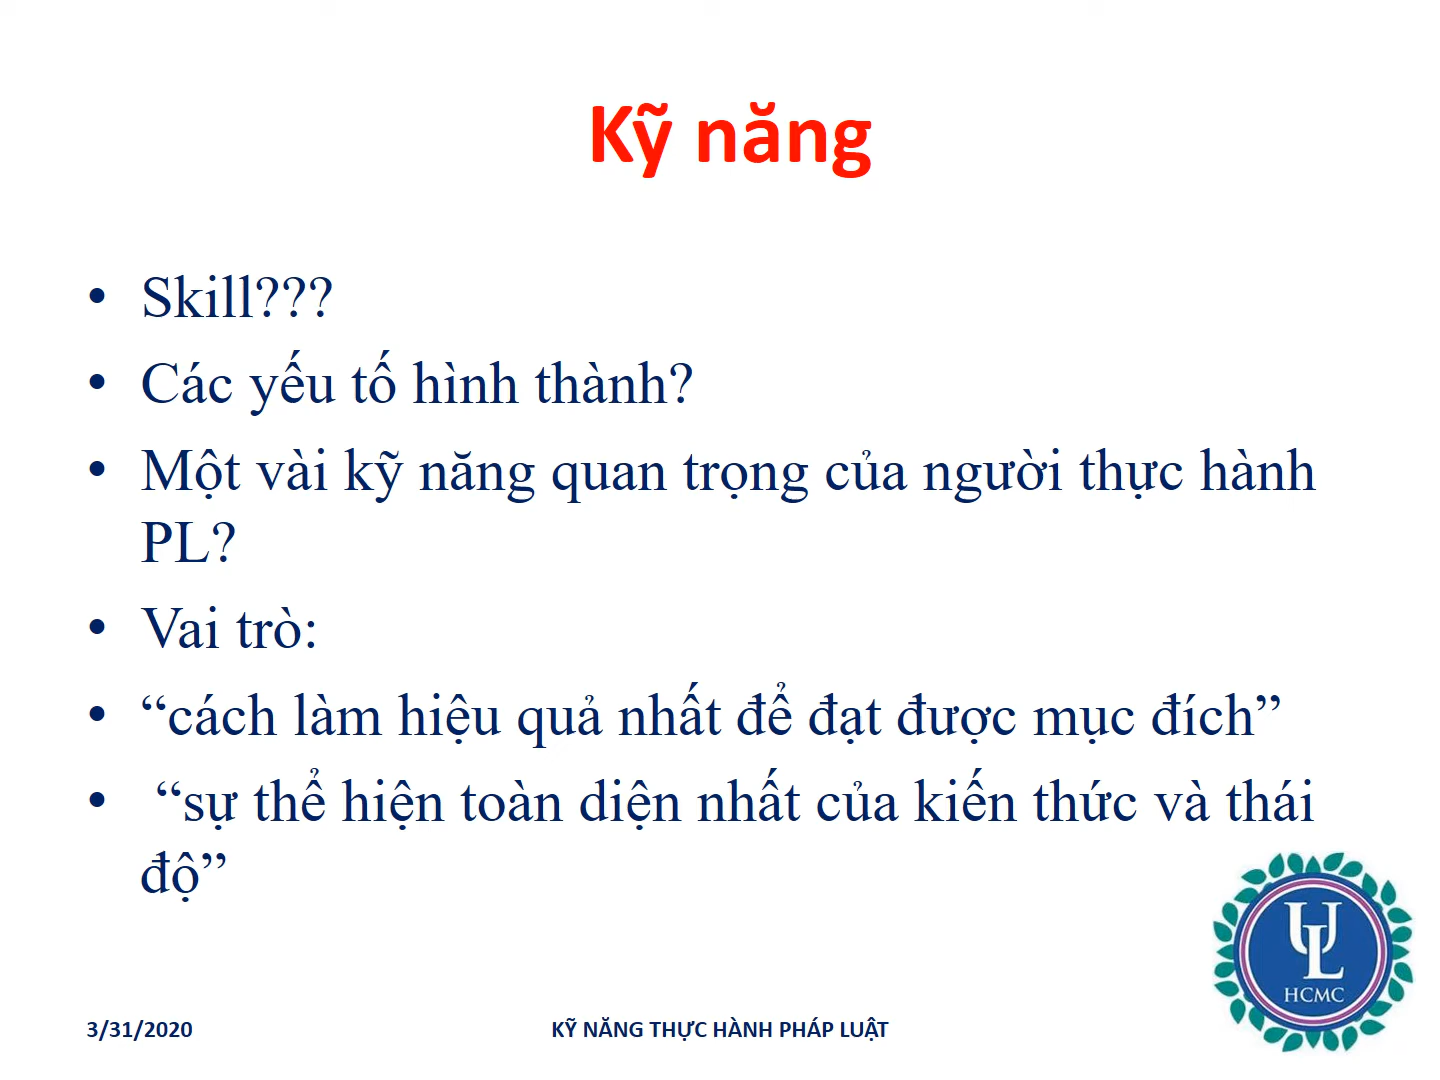 Kỹ năng
• Skill???
• Các yếu tố hình thành?
• Một vài kỹ năng quan trọng của người thực hành
PL?
• Vai trò:
• “cách làm hiệu quả nhất để đạt được mục đích”
• “sự thể hiện toàn diện nhất của kiến thức và thái
độ”
UL
HCMC
3/31/2020
KỸ NĂNG THỰC HÀNH PHÁP LUẬT